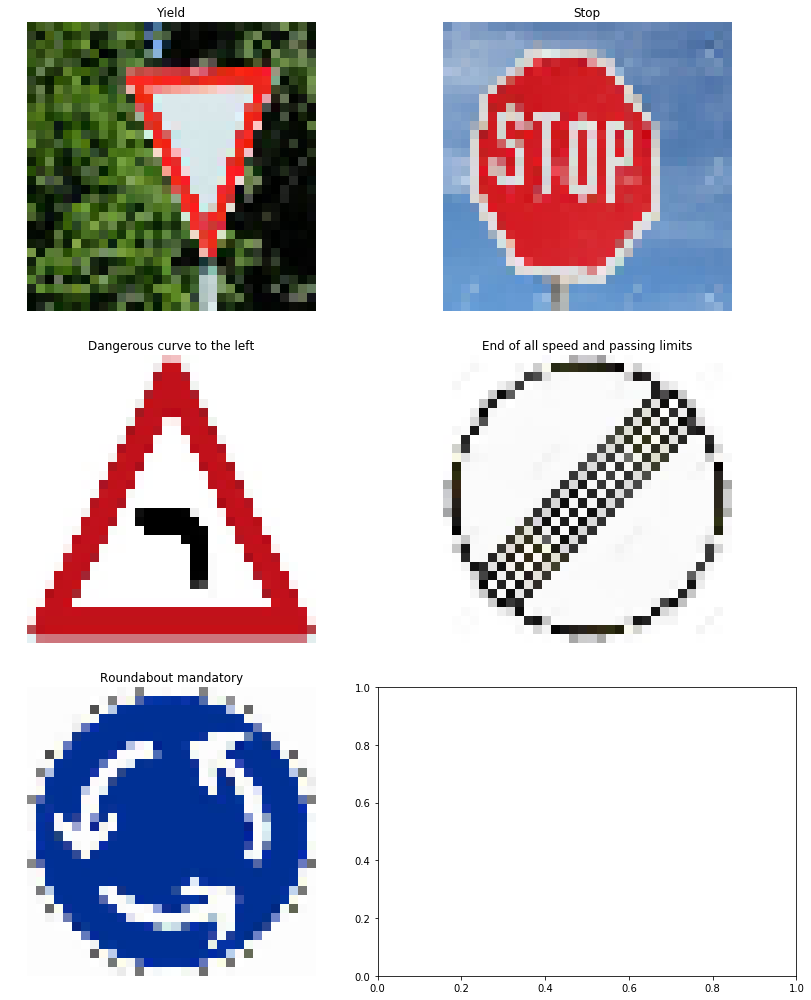 Yield
Stop
STOP
Dangerous curve to the left
End of all speed and passing limits
Roundabout mandatory
1.0
0.8
0.6
0.4
0.2
0.0
0.0 0.2 0.4 0.6 0.8 1.0